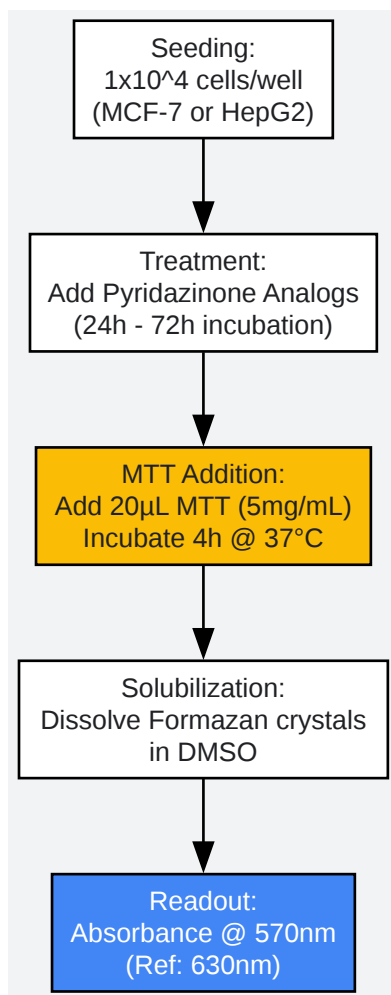 Seeding:
1x10^4 cells/well
(MCF-7 or HepG2)
Treatment:
Add Pyridazinone Analogs
(24h - 72h incubation)
MTT Addition:
Add 20µL MTT (5mg/mL)
Incubate 4h @ 37°C
Solubilization:
Dissolve Formazan crystals
in DMSO
Readout:
Absorbance @ 570nm
(Ref: 630nm)